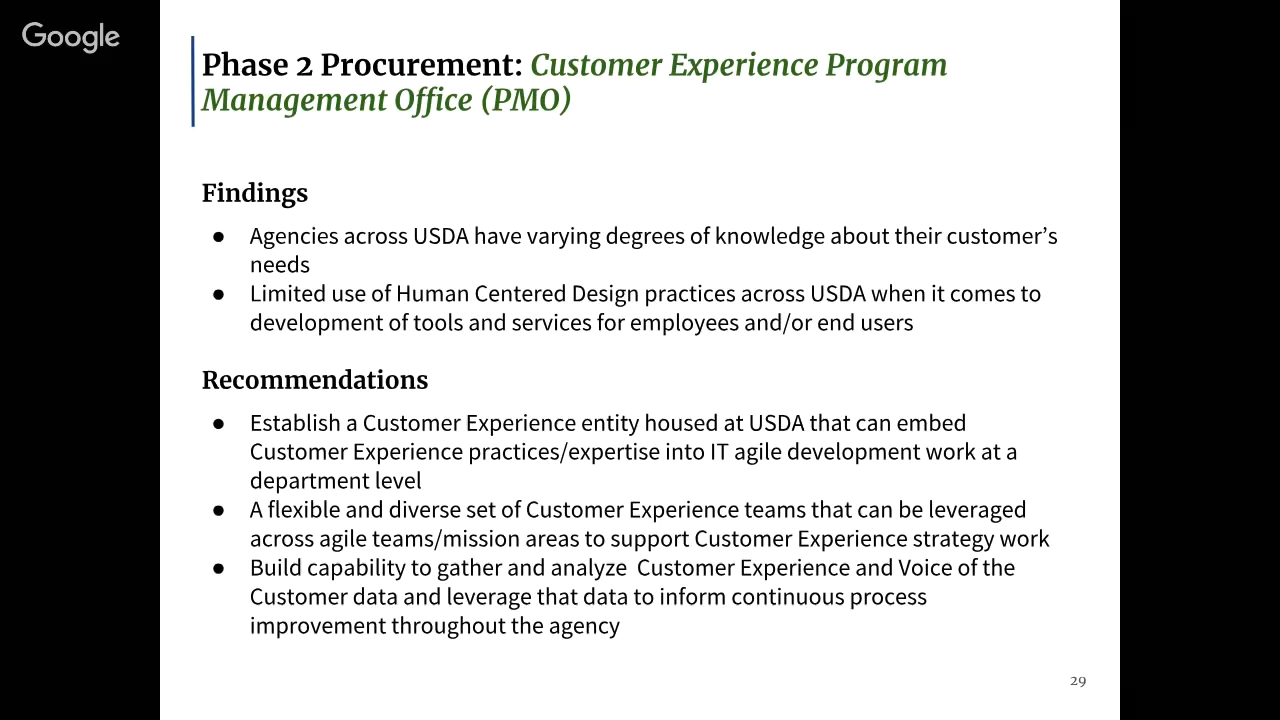 Google
Phase 2 Procurement: Customer Experience Program
Management Office (PMO)
Findings
● Agencies across USDA have varying degrees of knowledge about their customer’s
needs
● Limited use of Human Centered Design practices across USDA when it comes to
development of tools and services for employees and/or end users
Recommendations
● Establish a Customer Experience entity housed at USDA that can embed
Customer Experience practices/expertise into IT agile development work at a
department level
● A flexible and diverse set of Customer Experience teams that can be leveraged
across agile teams/mission areas to support Customer Experience strategy work
● Build capability to gather and analyze  Customer Experience and Voice of the
Customer data and leverage that data to inform continuous process
improvement throughout the agency
29